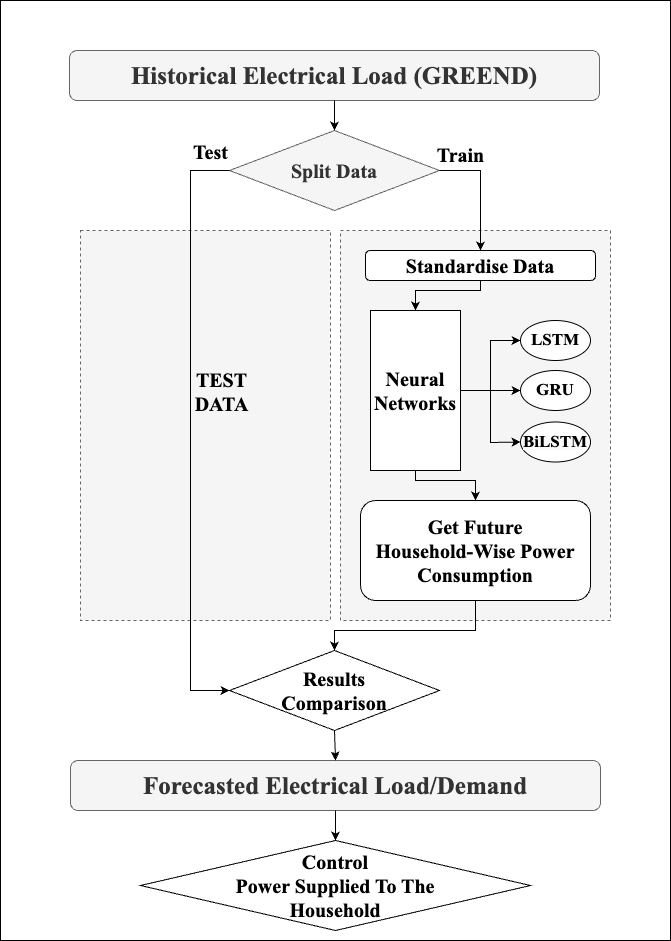 Historical Electrical Load (GREEND)
Test
Train
Split Data
Standardise Data
TEST
DATA
Neural
Networks
LSTM
GRU
BiLSTM
Get Future
Household-Wise Power
Consumption
Results
Comparison
Forecasted Electrical Load/Demand
Control
Power Supplied To The
Household